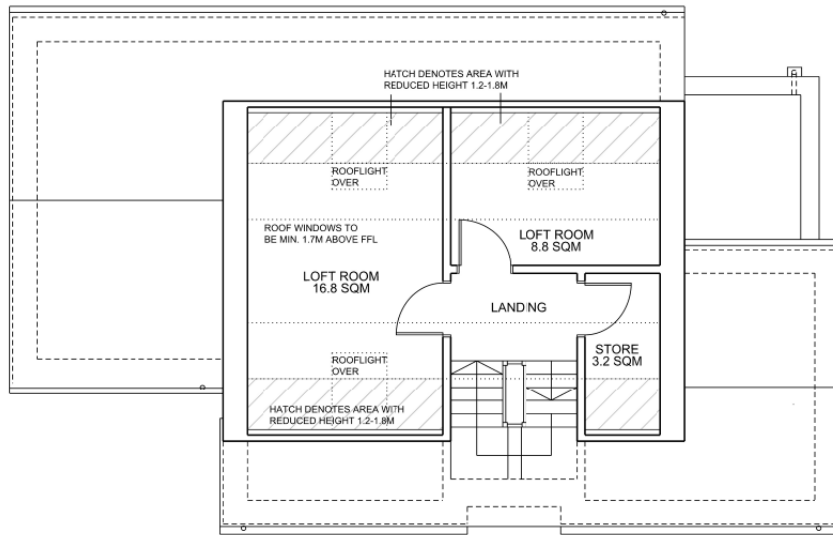 HATCH DENOTES AREA WITH
REDUCED HEIGHT 1.2-1.8M
ROOFLIGHT
OVER
ROOFLIGHT
OVER
ROOF WINDOWS TO
BE MIN. 1.7M ABOVE FFL
LOFT ROOM
8.8 SQM
LOFT ROOM
16.8 SQM
LANDING
STORE
3.2 SQM
ROOFLIGHT
OVER
HATCH DENOTES AREA WITH
REDUCED HEIGHT 1.2-1.8M